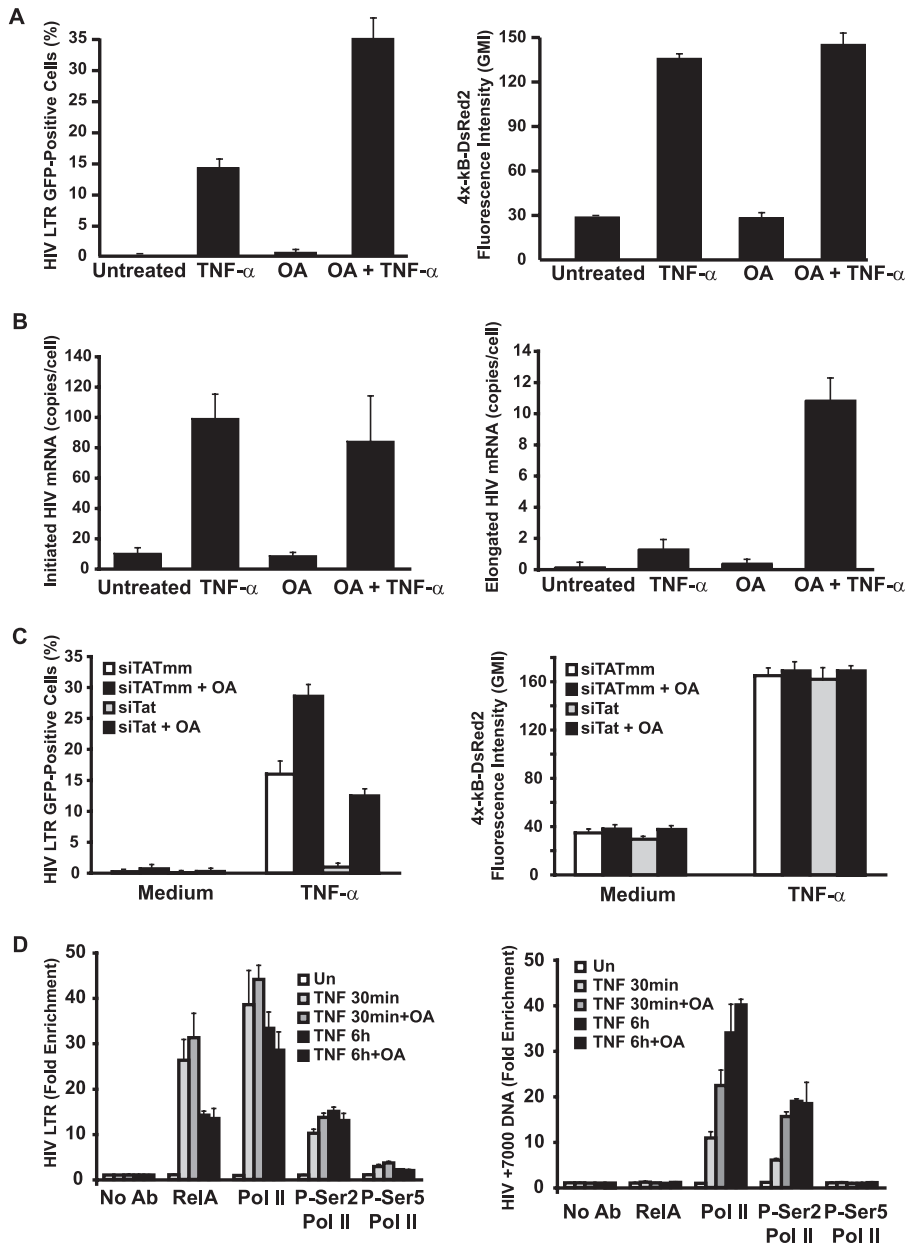 A
HIV LTR GFP-Positive Cells (%)
35
30
25
20
15
10
5
0
Untreated TNF-α OA OA + TNF-α
4x-kB-DsRed2
Fluorescence Intensity (GMI)
150
120
90
60
30
0
Untreated TNF-α OA OA + TNF-α
B
Initiated HIV mRNA (copies/cell)
140
120
100
80
60
40
20
0
Untreated TNF-α OA OA + TNF-α
Elongated HIV mRNA (copies/cell)
14
12
10
8
6
4
2
0
Untreated TNF-α OA OA + TNF-α
C
HIV LTR GFP-Positive Cells (%)
35
30
25
20
15
10
5
0
siTATmm
siTATmm + OA
siTat
siTat + OA
Medium TNF-α
4x-kB-DsRed2
Fluorescence Intensity (GMI)
160
120
80
40
0
siTATmm
siTATmm + OA
siTat
siTat + OA
Medium TNF-α
D
HIV LTR (Fold Enrichment)
50
40
30
20
10
0
Un
TNF 30min
TNF 30min+OA
TNF 6h
TNF 6h+OA
No Ab RelA Pol II P-Ser2 P-Ser5
Pol II Pol II
HIV +7000 DNA (Fold Enrichment)
50
40
30
20
10
0
Un
TNF 30min
TNF 30min+OA
TNF 6h
TNF 6h+OA
No Ab RelA Pol II P-Ser2 P-Ser5
Pol II Pol II